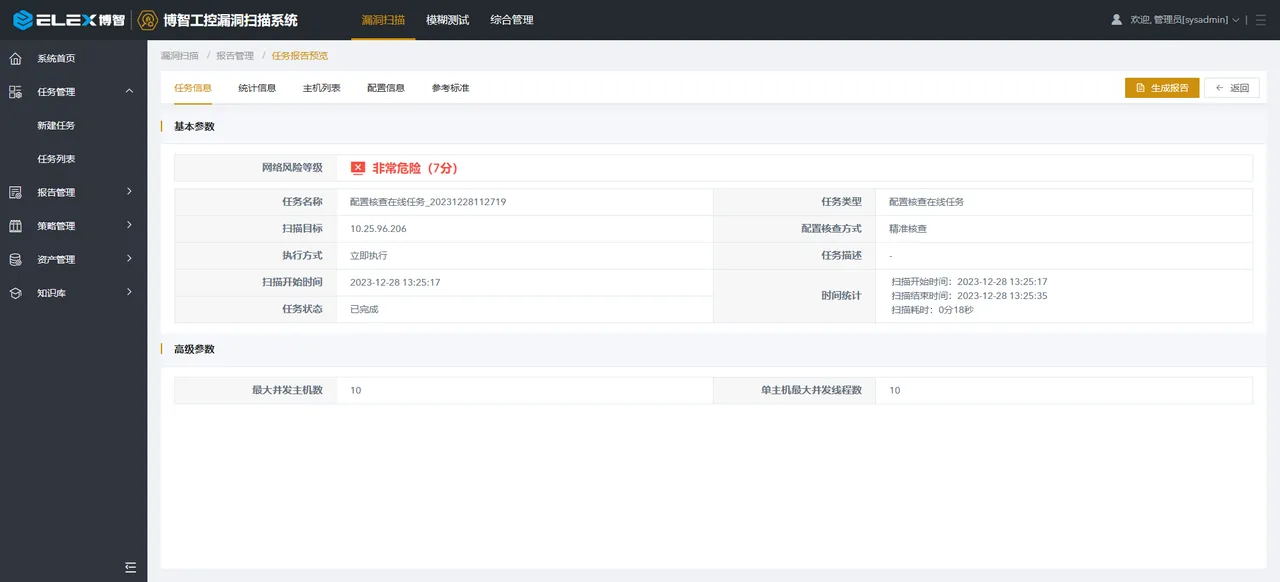 ELEX博智 博智工控漏洞扫描系统 漏洞扫描 模糊测试 综合管理 欢迎, 管理员[sysadmin]
系统首页
任务管理
新建任务
任务列表
报告管理
策略管理
资产管理
知识库
漏洞扫描 / 报告管理 / 任务报告预览
任务信息 统计信息 主机列表 配置信息 参考标准 生成报告 返回
基本参数
网络风险等级 非常危险（7分）
任务名称 配置核查在线任务_20231228112719 任务类型 配置核查在线任务
扫描目标 10.25.96.206 配置核查方式 精准核查
执行方式 立即执行 任务描述 -
扫描开始时间 2023-12-28 13:25:17
任务状态 已完成
时间统计
扫描开始时间：2023-12-28 13:25:17
扫描结束时间：2023-12-28 13:25:35
扫描耗时：0分18秒
高级参数
最大并发主机数 10 单主机最大并发线程数 10